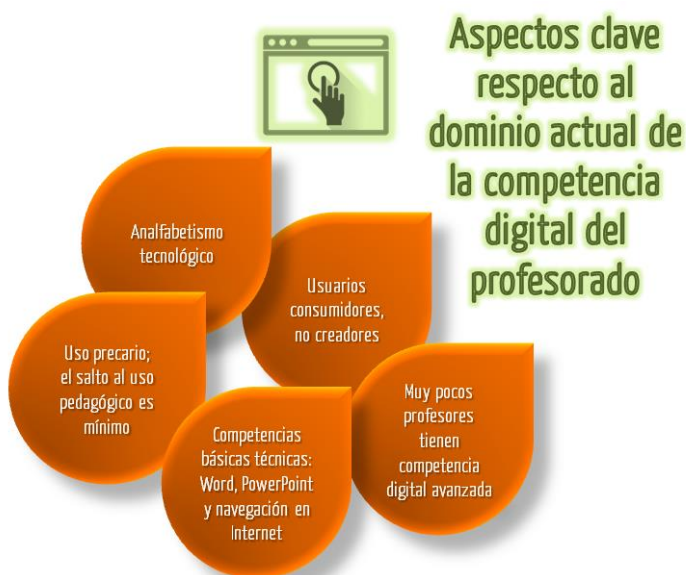 Aspectos clave
respecto al
dominio actual de
la competencia
digital del
profesorado
Analfabetismo
tecnológico
Usuarios
consumidores,
no creadores
Uso precario;
el salto al uso
pedagógico es
mínimo
Competencias
básicas técnicas:
Word, PowerPoint
y navegación en
Internet
Muy pocos
profesores
tienen
competencia
digital avanzada